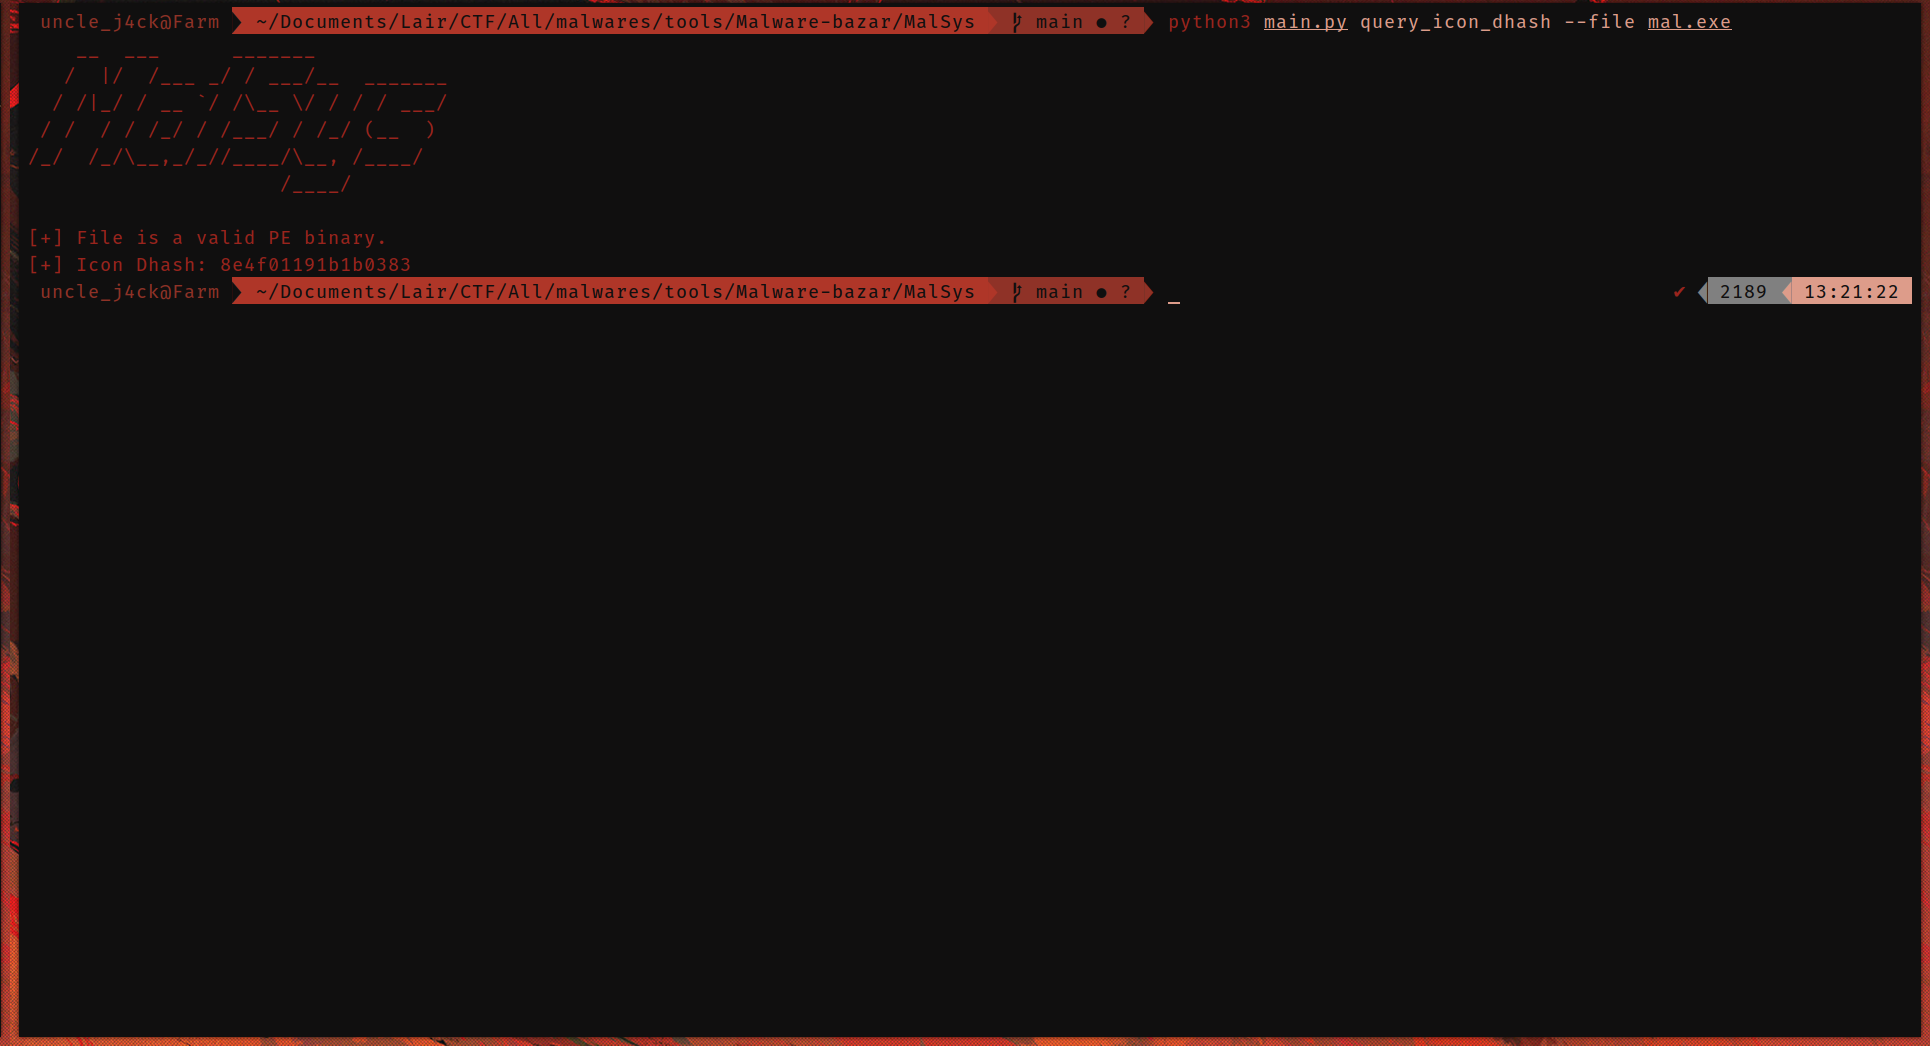 uncle_j4ck@Farm ~/Documents/Lair/CTF/All/malwares/tools/Malware-bazar/MalSys main ● ? python3 main.py query_icon_dhash --file mal.exe
    __  ___      _______
   /  |/  /___ _/ / ___/__  _______
  / /|_/ / __ `/ /\__ \/ / / / ___/
 / /  / / /_/ / /___/ / /_/ (__  )
/_/  /_/\__,_/_//____/\__, /____/
                     /____/
[+] File is a valid PE binary.
[+] Icon Dhash: 8e4f01191b1b0383
uncle_j4ck@Farm ~/Documents/Lair/CTF/All/malwares/tools/Malware-bazar/MalSys main ● ? _ ✔ 2189 13:21:22